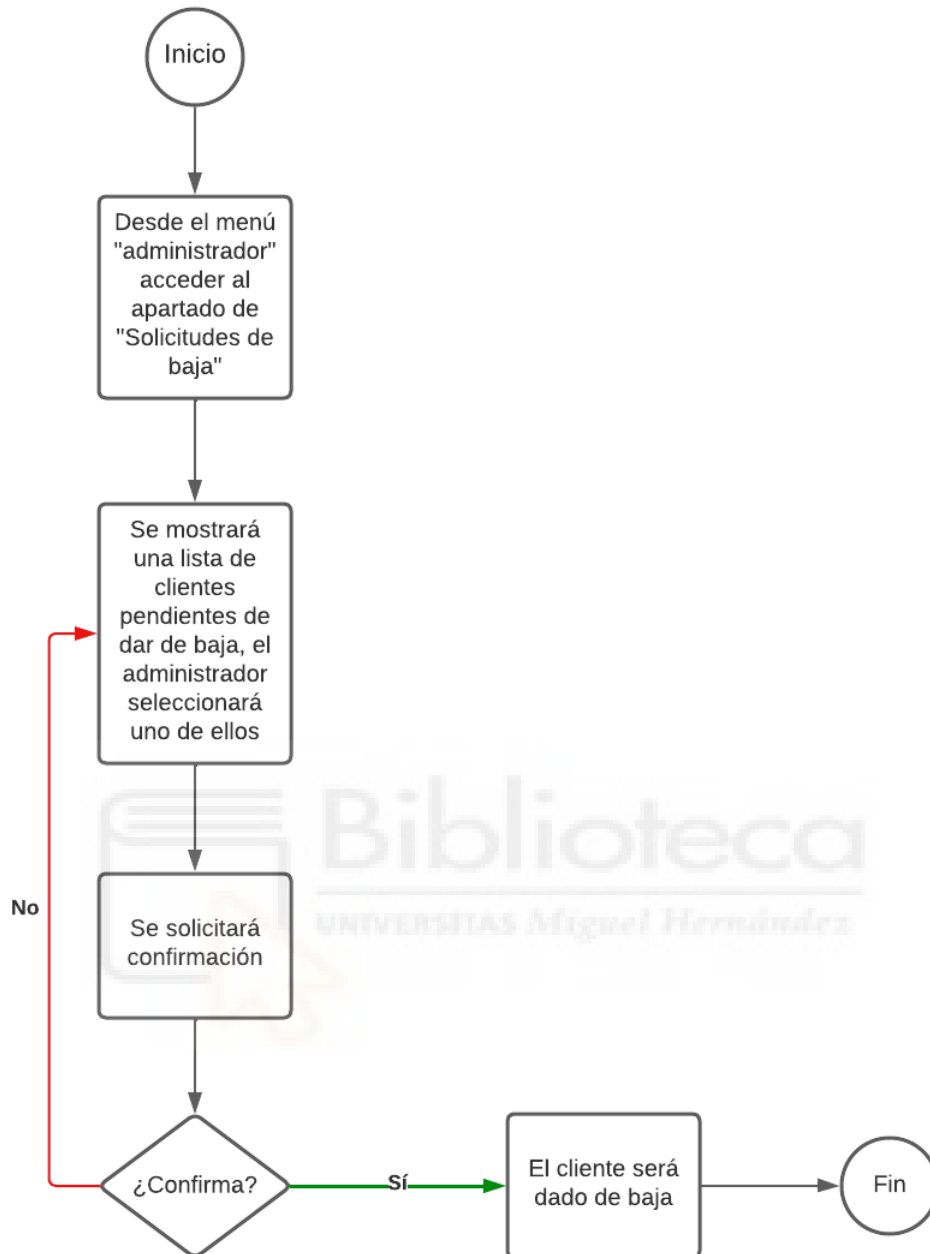 Inicio
Desde el menú
"administrador"
acceder al
apartado de
"Solicitudes de
baja"
Se mostrará
una lista de
clientes
pendientes de
dar de baja, el
administrador
seleccionará
uno de ellos
Biblioteca
UNIVERSITAS Miguel Hernández
No
Se solicitará
confirmación
¿Confirma?
Sí
El cliente será
dado de baja
Fin